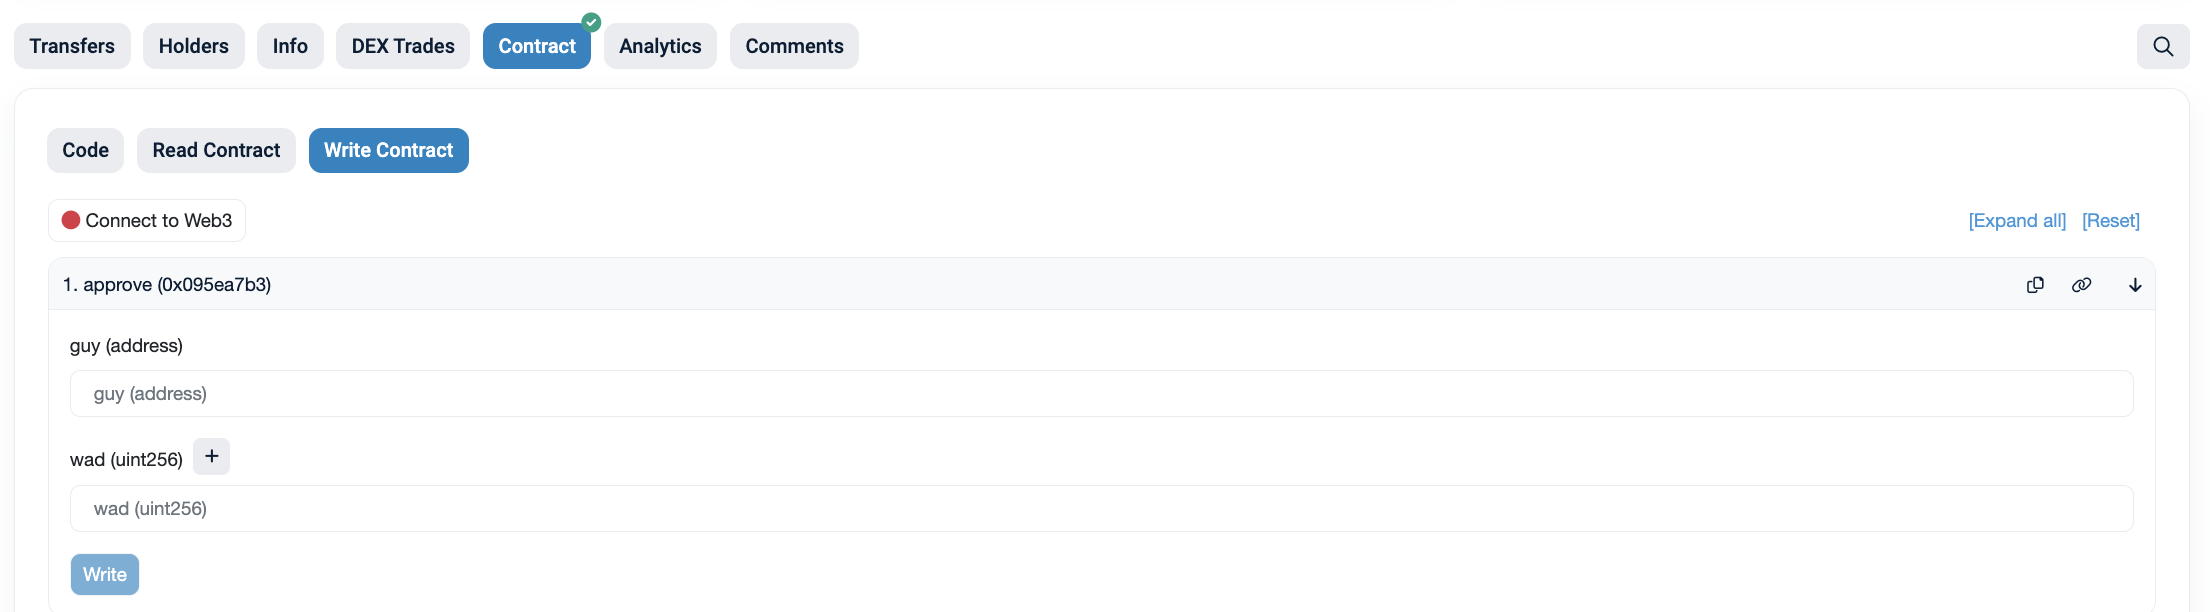 Transfers Holders Info DEX Trades Contract Analytics Comments
Code Read Contract Write Contract
Connect to Web3 [Expand all] [Reset]
1. approve (0x095ea7b3)
guy (address)
guy (address)
wad (uint256) +
wad (uint256)
Write